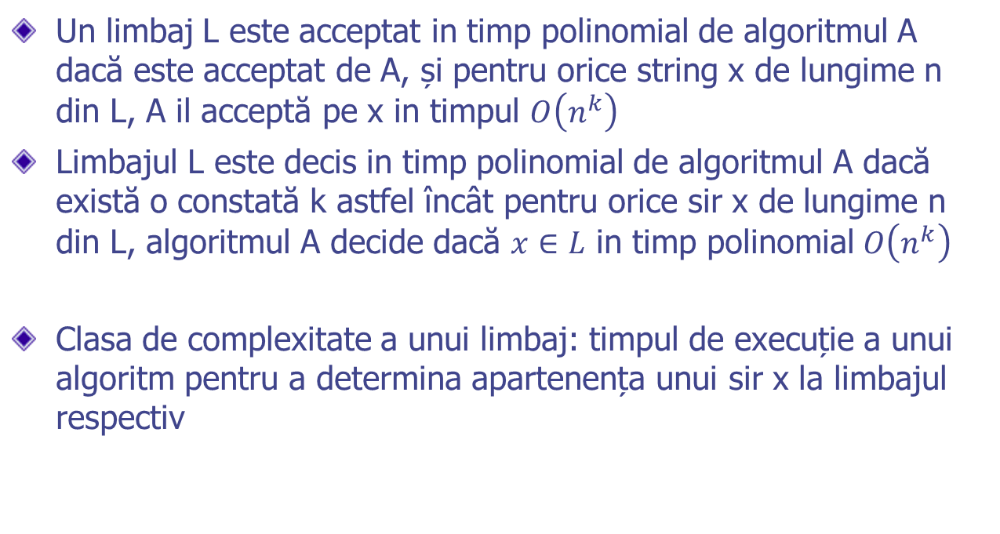 Un limbaj L este acceptat in timp polinomial de algoritmul A
dacă este acceptat de A, și pentru orice string x de lungime n
din L, A il acceptă pe x in timpul O(n^k)
Limbajul L este decis in timp polinomial de algoritmul A dacă
există o constată k astfel încât pentru orice sir x de lungime n
din L, algoritmul A decide dacă x ∈ L in timp polinomial O(n^k)
Clasa de complexitate a unui limbaj: timpul de execuție a unui
algoritm pentru a determina apartenența unui sir x la limbajul
respectiv